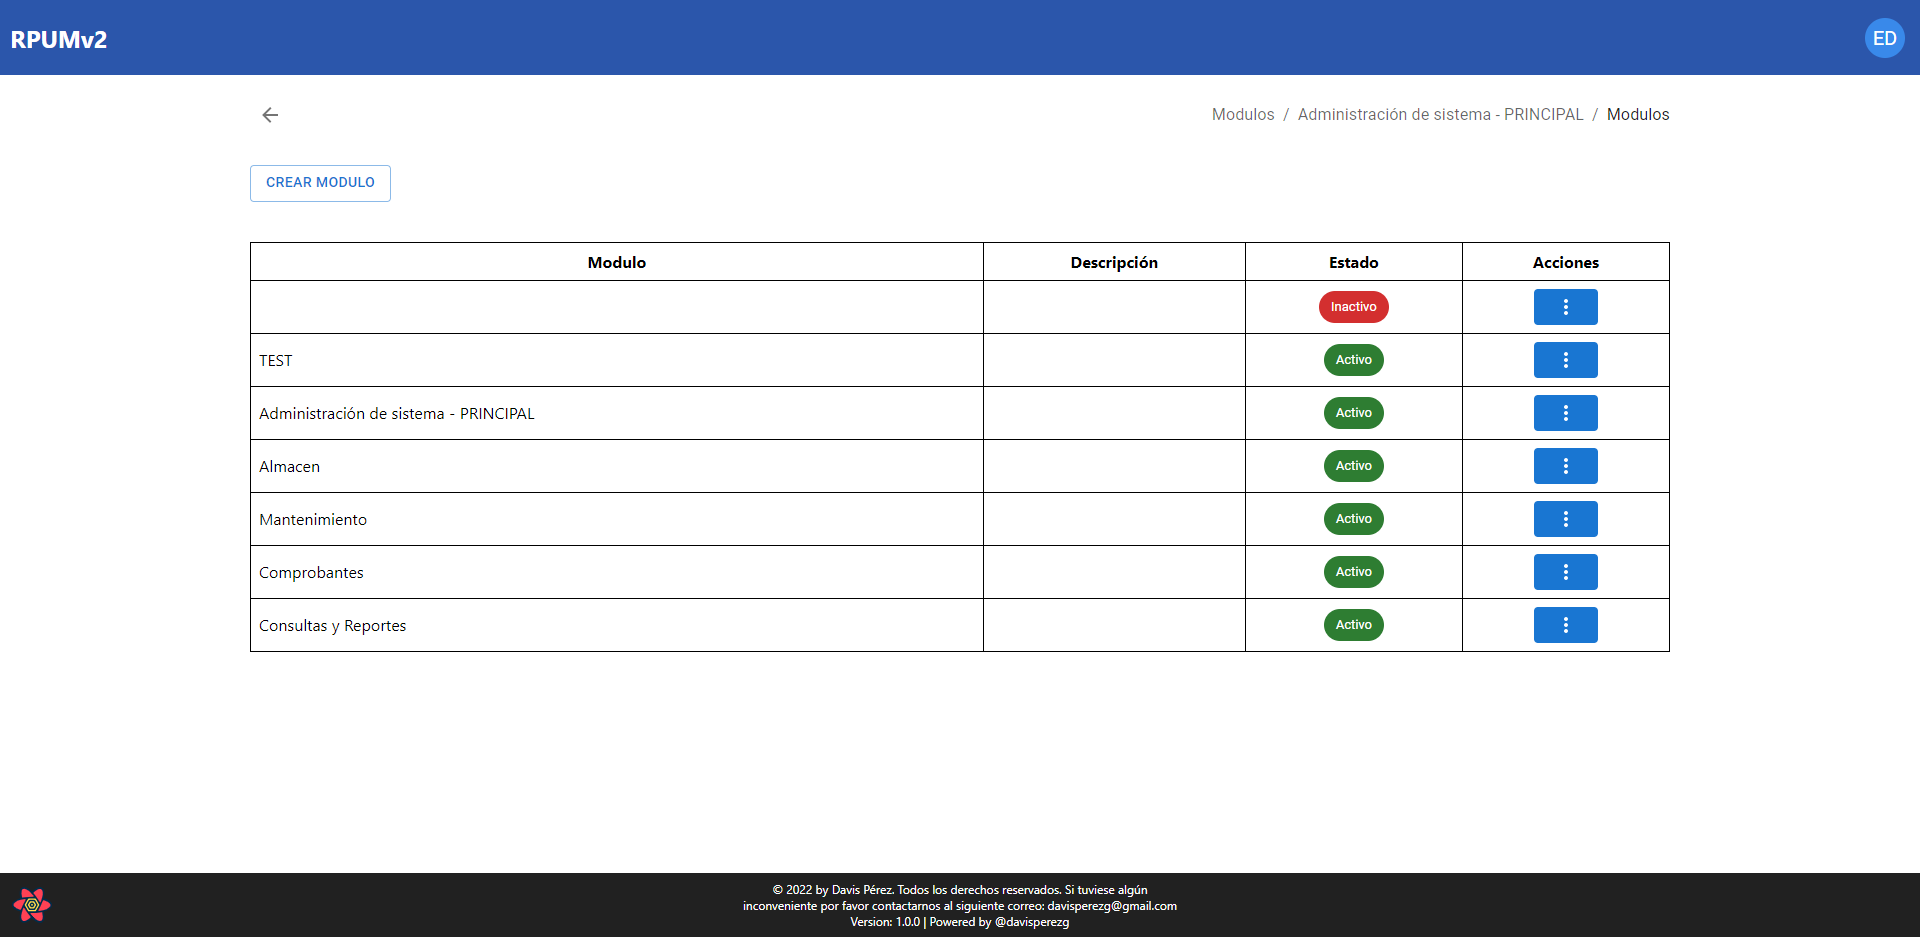 RPUMv2
ED
Modulos / Administración de sistema - PRINCIPAL / Modulos
CREAR MODULO
Modulo Descripción Estado Acciones
Inactivo
TEST Activo
Administración de sistema - PRINCIPAL Activo
Almacen Activo
Mantenimiento Activo
Comprobantes Activo
Consultas y Reportes Activo
© 2022 by Davis Pérez. Todos los derechos reservados. Si tuviese algún
inconveniente por favor contactarnos al siguiente correo: davisperezg@gmail.com
Version: 1.0.0 | Powered by @davisperezg